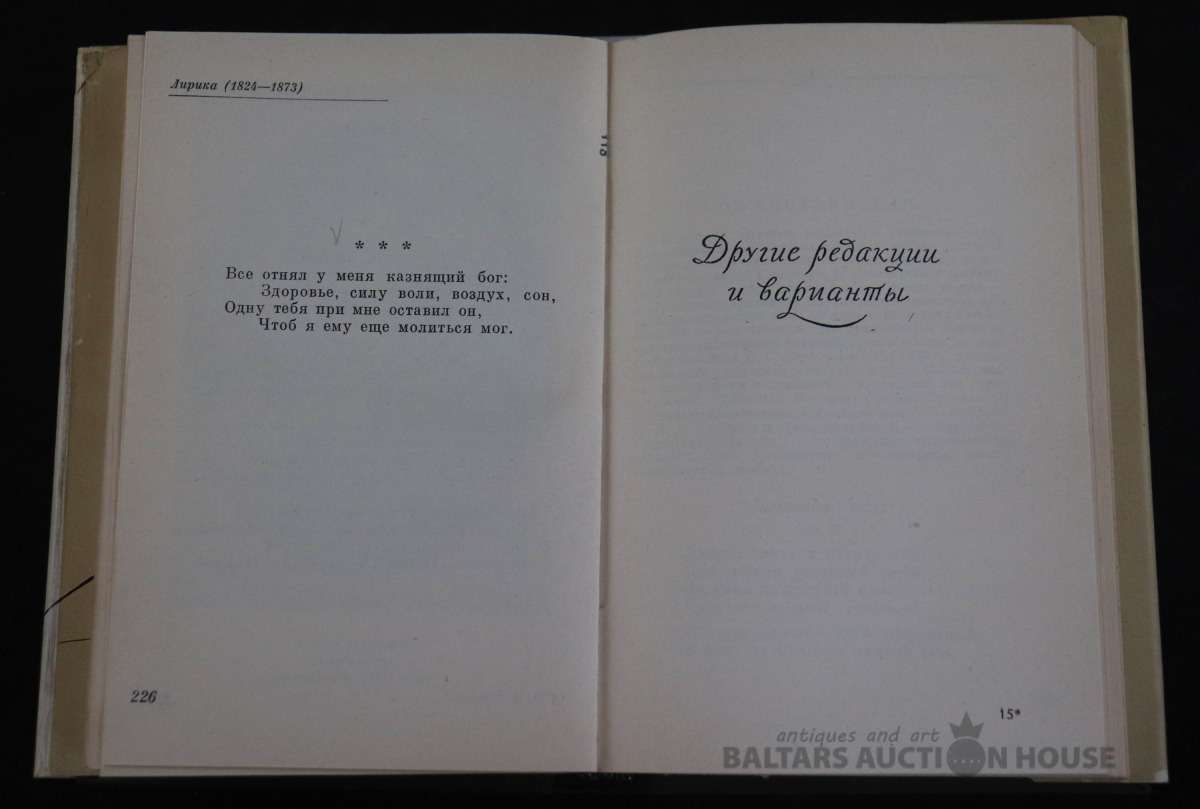 Лирика (1824—1873)
* * *
Все отнял у меня казнящий бог:
Здоровье, силу воли, воздух, сон,
Одну тебя при мне оставил он,
Чтоб я ему еще молиться мог.
226
Другие редакции
и варианты
15*
antiques and art
BALTARS AUCTION HOUSE